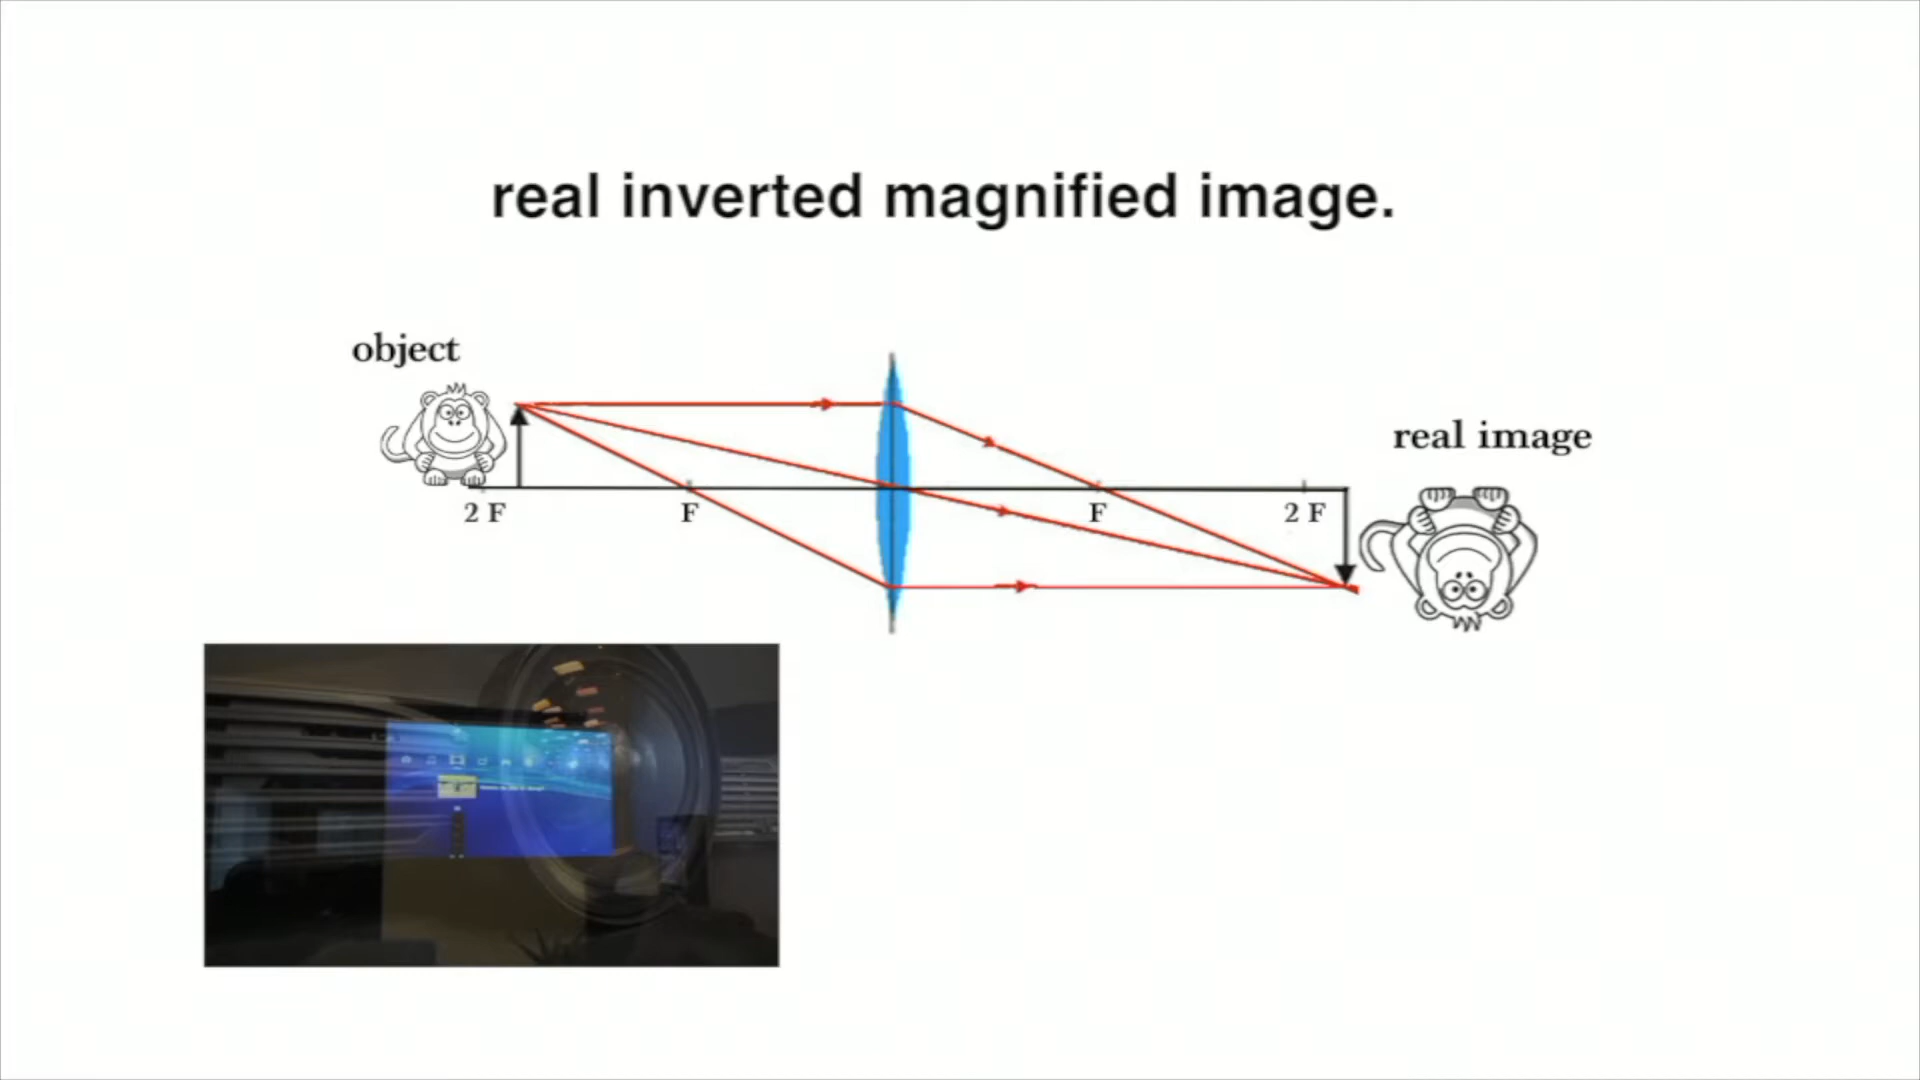 real inverted magnified image.
object
real image
2 F
F
F
2 F